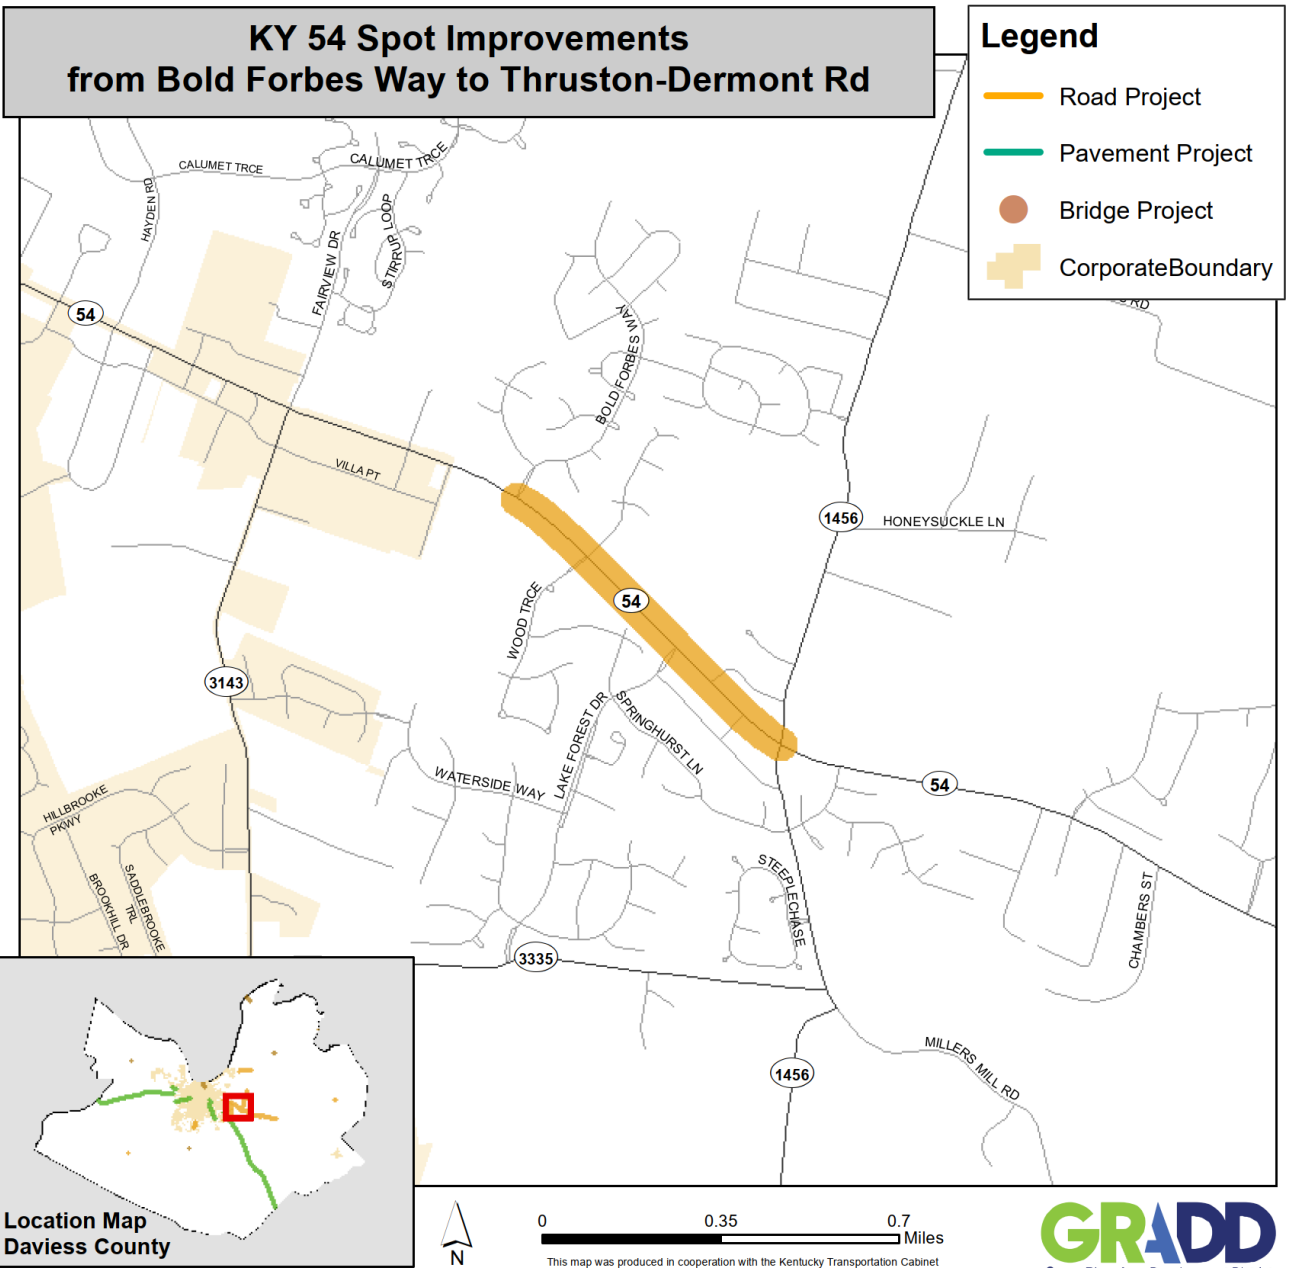 KY 54 Spot Improvements
from Bold Forbes Way to Thruston-Dermont Rd
Legend
Road Project
Pavement Project
Bridge Project
CorporateBoundary
RD
CALUMET TRCE
CALUMET TRCE
HAYDEN RD
FAIRVIEW DR
STIRRUP LOOP
54
BOLD FORBES WAY
VILLA PT
1456
HONEYSUCKLE LN
WOOD TRCE
54
3143
LAKE FOREST DR
SPRINGHURST LN
WATERSIDE WAY
54
HILLBROOKE
PKWY
BROOKHILL DR
SADDLEBROOKE
TRL
STEEPLECHASE
CHAMBERS ST
3335
1456
MILLERS MILL RD
Location Map
Daviess County
N
0 0.35 0.7
Miles
This map was produced in cooperation with the Kentucky Transportation Cabinet
GRADD